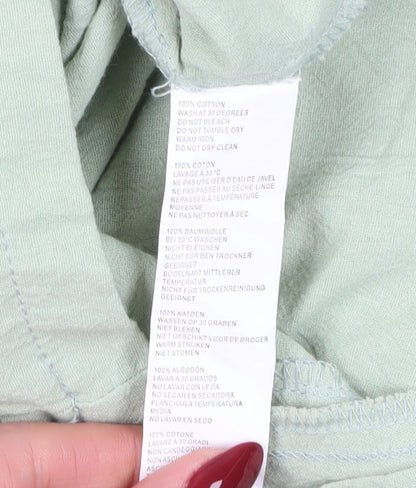 100% COTTON
WASH AT 30 DEGREES
DO NOT BLEACH
DO NOT TUMBLE DRY
WARM IRON
DO NOT DRY CLEAN
100% COTON
LAVAGE À 30°C
NE PAS UTILISER D'EAU DE JAVEL
NE PAS PASSER AU SÈCHE-LINGE
REPASSER À TEMPÉRATURE
MOYENNE
NE PAS NETTOYER À SEC
100% BAUMWOLLE
BEI 30°C WASCHEN
NICHT BLEICHEN
NICHT FÜR DEN TROCKNER
GEEIGNET
BÜGELN MIT MITTLERER
TEMPERATUR
NICHT FÜR TROCKENREINIGUNG
GEEIGNET
100% KATOEN
WASSEN OP 30 GRADEN
NIET BLEKEN
NIET GESCHIKT VOOR DE DROGER
WARM STRIJKEN
NIET STOMEN
100% ALGODÓN
LAVAR A 30 GRADOS
NO LAVAR CON LEJÍA
NO SECAR EN SECADORA
PLANCHAR A TEMPERATURA
MEDIA
NO LAVAR EN SECO
100% COTONE
LAVARE A 30 GRADI
NON CANDEGGIA
ASCIU